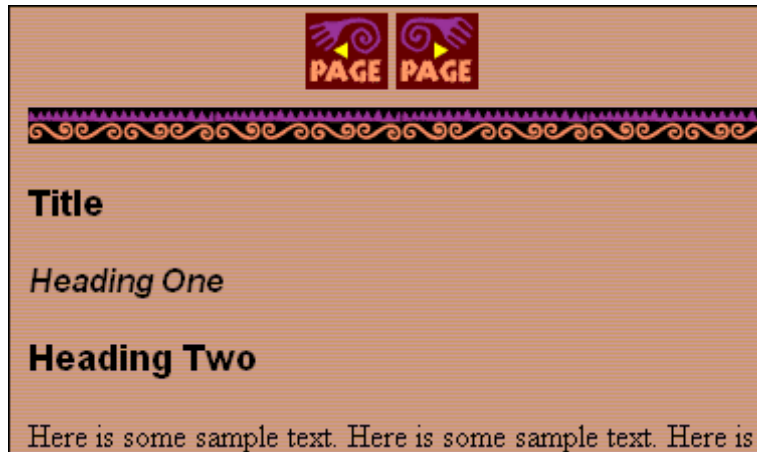 PAGE PAGE
Title
Heading One
Heading Two
Here is some sample text. Here is some sample text. Here is